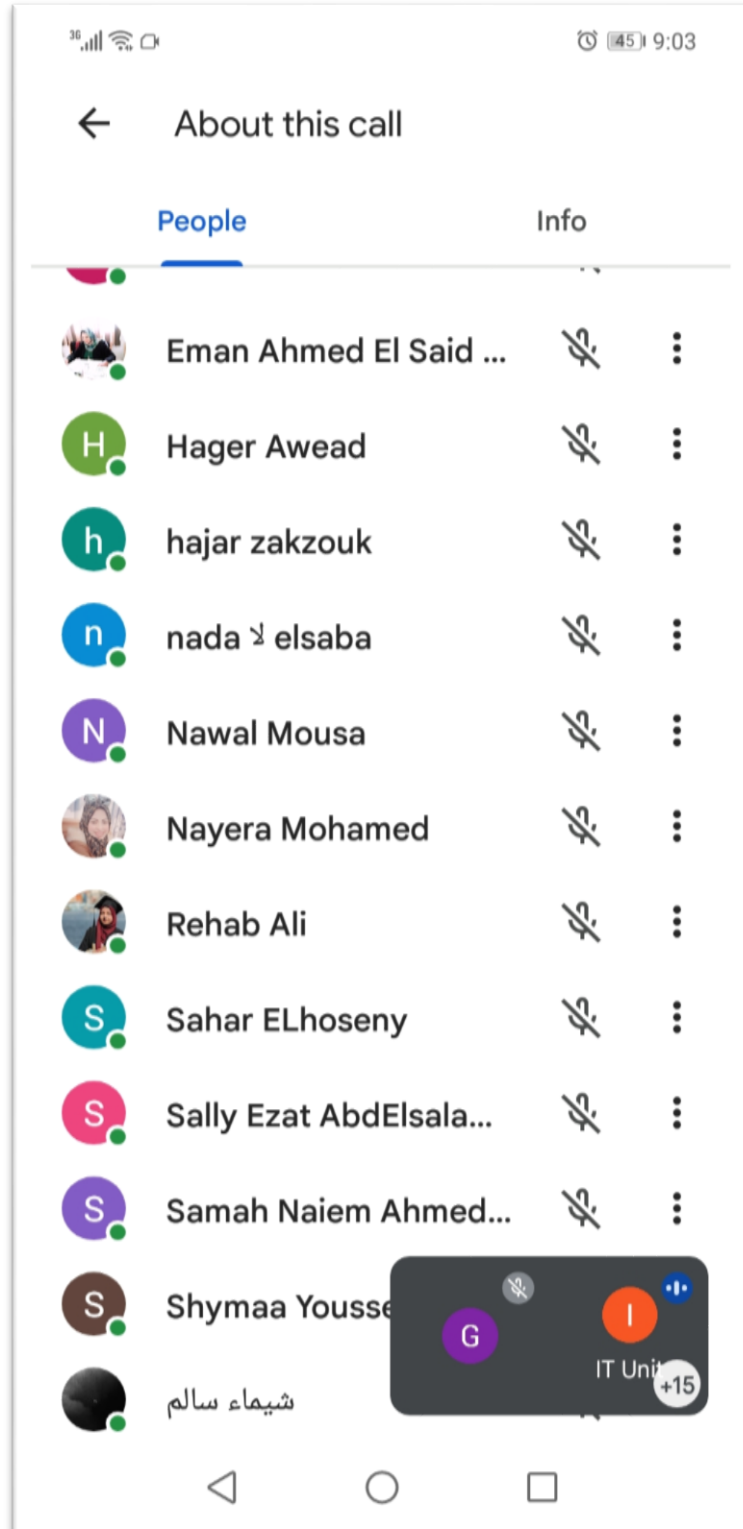 3G 45 9:03
About this call
People Info
Eman Ahmed El Said ...
H Hager Awead
h hajar zakzouk
n nada لا elsaba
N Nawal Mousa
Nayera Mohamed
Rehab Ali
S Sahar ELhoseny
S Sally Ezat AbdElsala...
S Samah Naiem Ahmed...
S Shymaa Yousse
G I
IT Unit
+15
شيماء سالم